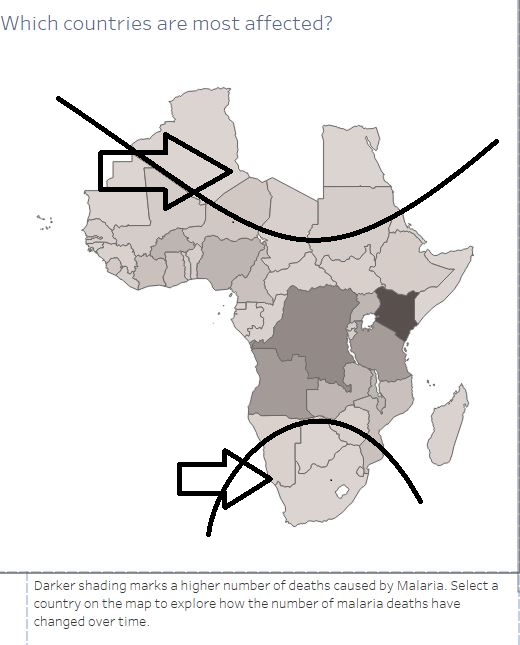 Which countries are most affected?
Darker shading marks a higher number of deaths caused by Malaria. Select a
country on the map to explore how the number of malaria deaths have
changed over time.